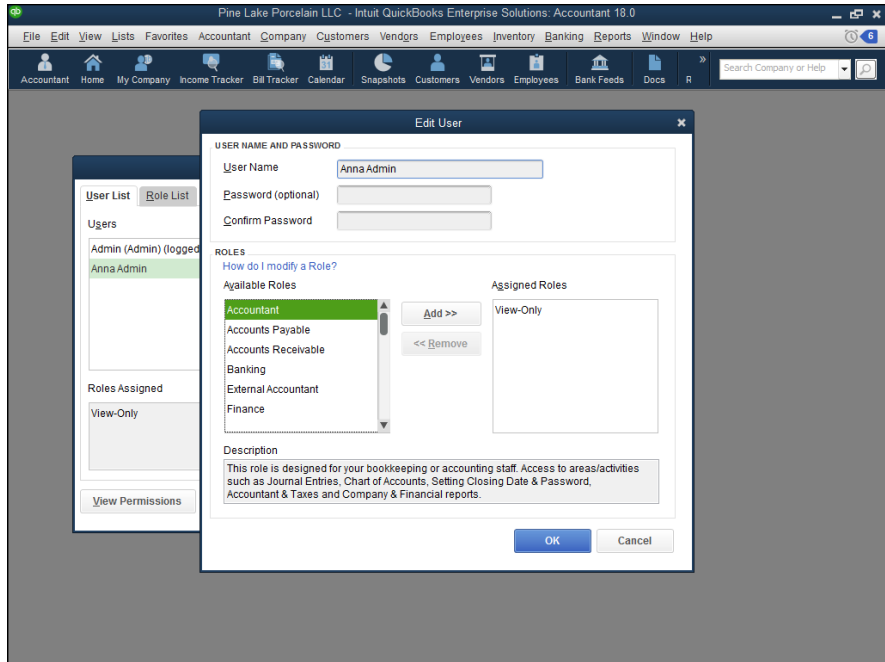 qb
Pine Lake Porcelain LLC - Intuit QuickBooks Enterprise Solutions: Accountant 18.0
File Edit View Lists Favorites Accountant Company Customers Vendors Employees Inventory Banking Reports Window Help
6
31
Accountant Home My Company Income Tracker Bill Tracker Calendar Snapshots Customers Vendors Employees Bank Feeds Docs R
»
Search Company or Help
Edit User
USER NAME AND PASSWORD
User Name
Anna Admin
Password (optional)
Confirm Password
User List Role List
Users
Admin (Admin) (logged
Anna Admin
Roles Assigned
View-Only
View Permissions
ROLES
How do I modify a Role?
Available Roles
Accountant
Accounts Payable
Accounts Receivable
Banking
External Accountant
Finance
Add >>
<< Remove
Assigned Roles
View-Only
Description
This role is designed for your bookkeeping or accounting staff. Access to areas/activities
such as Journal Entries, Chart of Accounts, Setting Closing Date & Password,
Accountant & Taxes and Company & Financial reports.
OK Cancel